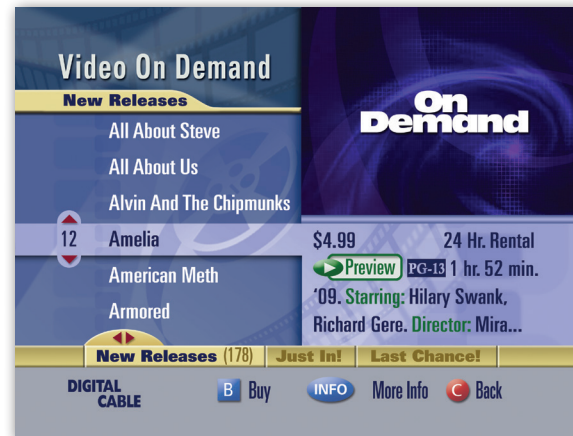 Video On Demand
New Releases
On
Demand
All About Steve
All About Us
Alvin And The Chipmunks
12 Amelia
$4.99 24 Hr. Rental
Preview PG-13 1 hr. 52 min.
American Meth
‘09. Starring: Hilary Swank,
Armored
Richard Gere. Director: Mira...
New Releases (178) Just In! Last Chance!
DIGITAL
CABLE
B Buy INFO More Info C Back